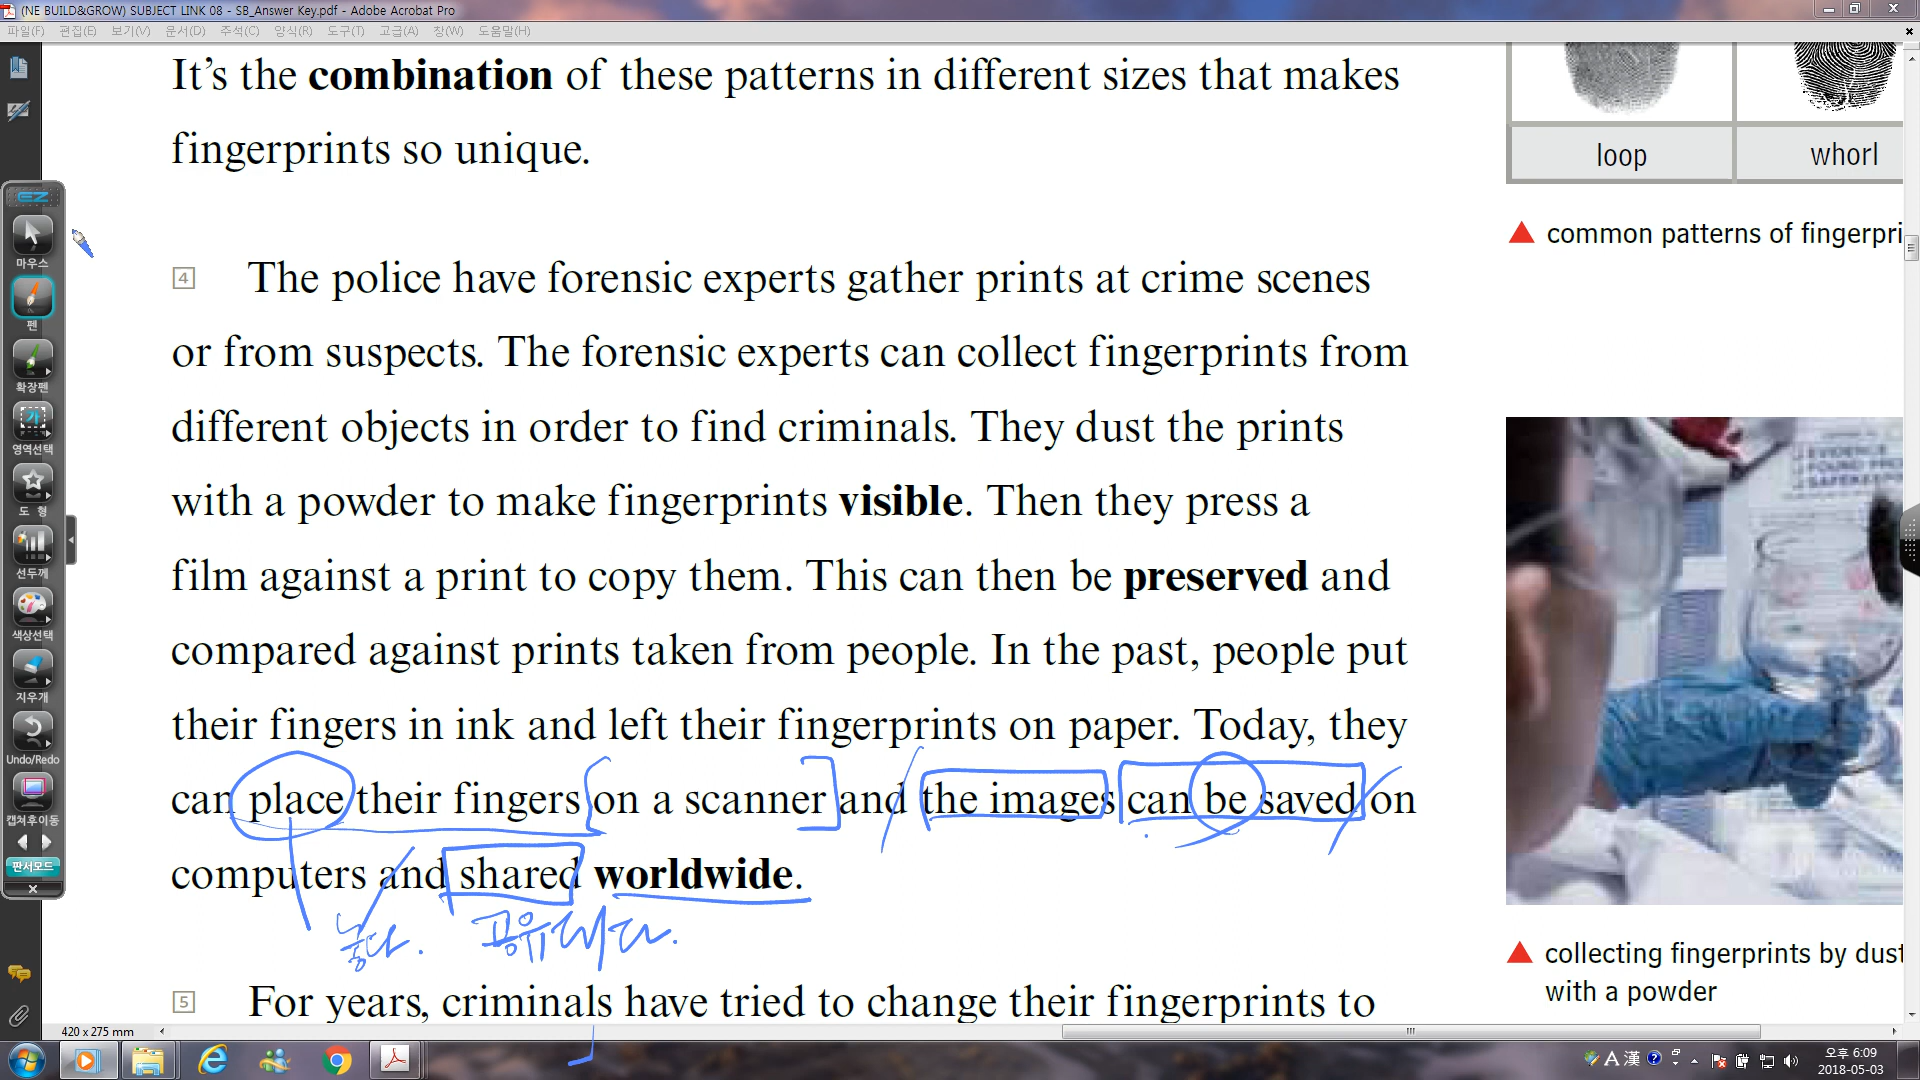 (NE BUILD&GROW) SUBJECT LINK 08 - SB_Answer Key.pdf - Adobe Acrobat Pro
파일(F) 편집(E) 보기(V) 문서(D) 주석(C) 양식(R) 도구(T) 고급(A) 창(W) 도움말(H)
It's the combination of these patterns in different sizes that makes
fingerprints so unique.
loop whorl
common patterns of fingerpri
4 The police have forensic experts gather prints at crime scenes
or from suspects. The forensic experts can collect fingerprints from
different objects in order to find criminals. They dust the prints
with a powder to make fingerprints visible. Then they press a
film against a print to copy them. This can then be preserved and
compared against prints taken from people. In the past, people put
their fingers in ink and left their fingerprints on paper. Today, they
can place their fingers on a scanner and the images can be saved on
computers and shared worldwide.
놓다. 공유되다.
5 For years, criminals have tried to change their fingerprints to
collecting fingerprints by dust
with a powder
EZ
마우스
펜
확장펜
영역선택
도 형
선두께
색상선택
지우개
Undo/Redo
캡쳐후이동
판서모드
420 x 275 mm
A 漢
오후 6:09
2018-05-03